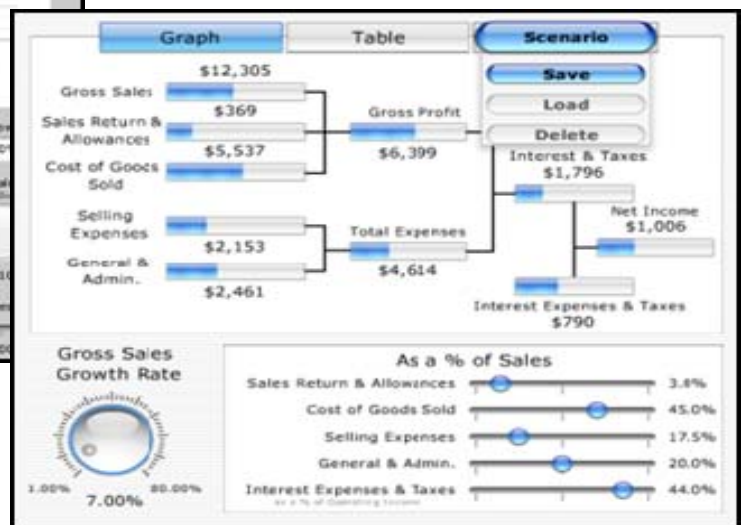 Graph Table Scenario
Save
Load
Delete
$12,305
Gross Sales
$369
Sales Return &
Allowances
$5,537
Cost of Goods
Sold
Gross Profit
$6,399
Interest & Taxes
$1,796
Net Income
$1,006
Selling
Expenses
$2,153
General &
Admin.
$2,461
Total Expenses
$4,614
Interest Expenses & Taxes
$790
Gross Sales
Growth Rate
1.00% 80.00%
7.00%
As a % of Sales
Sales Return & Allowances 3.8%
Cost of Goods Sold 45.0%
Selling Expenses 17.5%
General & Admin. 20.0%
Interest Expenses & Taxes 44.0%
as a % of Operating Income